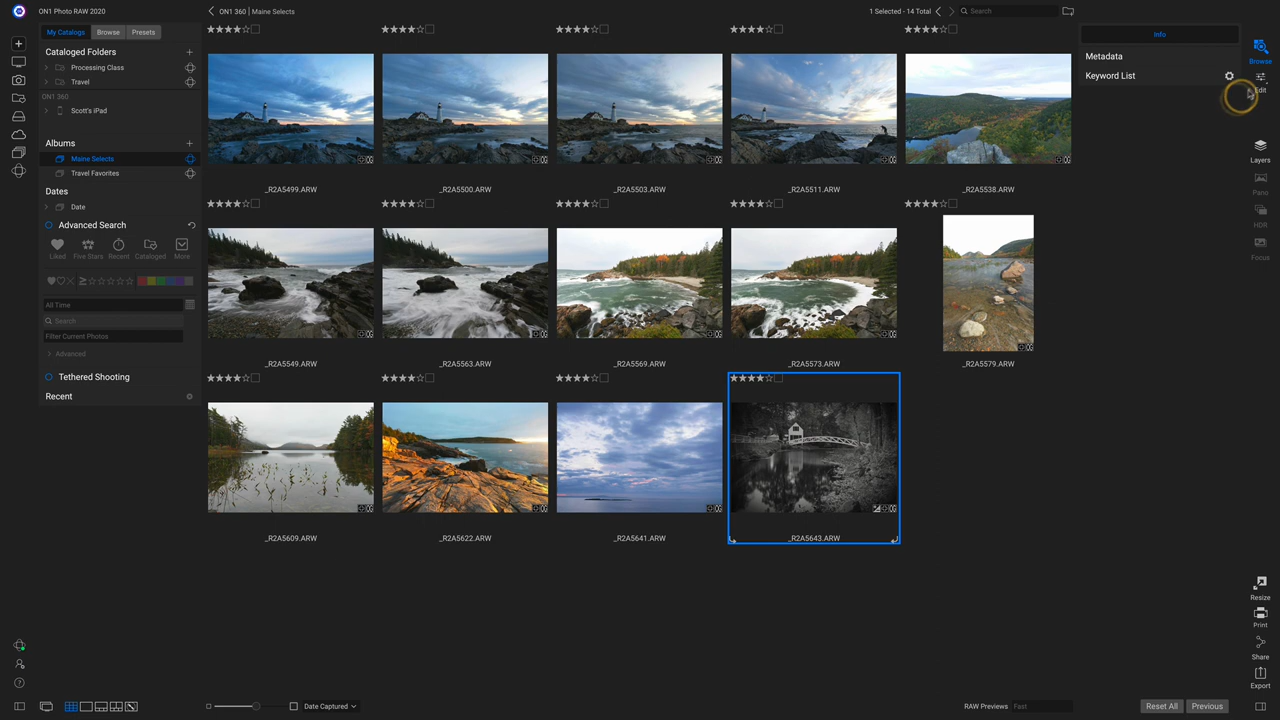 ON1 Photo RAW 2020
ON1 360 | Maine Selects
1 Selected - 14 Total
Search
My Catalogs Browse Presets
Cataloged Folders
Processing Class
Travel
ON1 360
Scott's iPad
Albums
Maine Selects
Travel Favorites
Dates
Date
Advanced Search
Liked Five Stars Recent Cataloged More
All Time
Search
Filter Current Photos
Advanced
Tethered Shooting
Recent
_R2A5499.ARW _R2A5500.ARW _R2A5503.ARW _R2A5511.ARW _R2A5538.ARW
_R2A5549.ARW _R2A5563.ARW _R2A5569.ARW _R2A5573.ARW _R2A5579.ARW
_R2A5609.ARW _R2A5622.ARW _R2A5641.ARW _R2A5643.ARW
Info
Metadata
Keyword List
Browse
Edit
Layers
Pano
HDR
Focus
Resize
Print
Share
Export
Date Captured
RAW Previews Fast
Reset All Previous